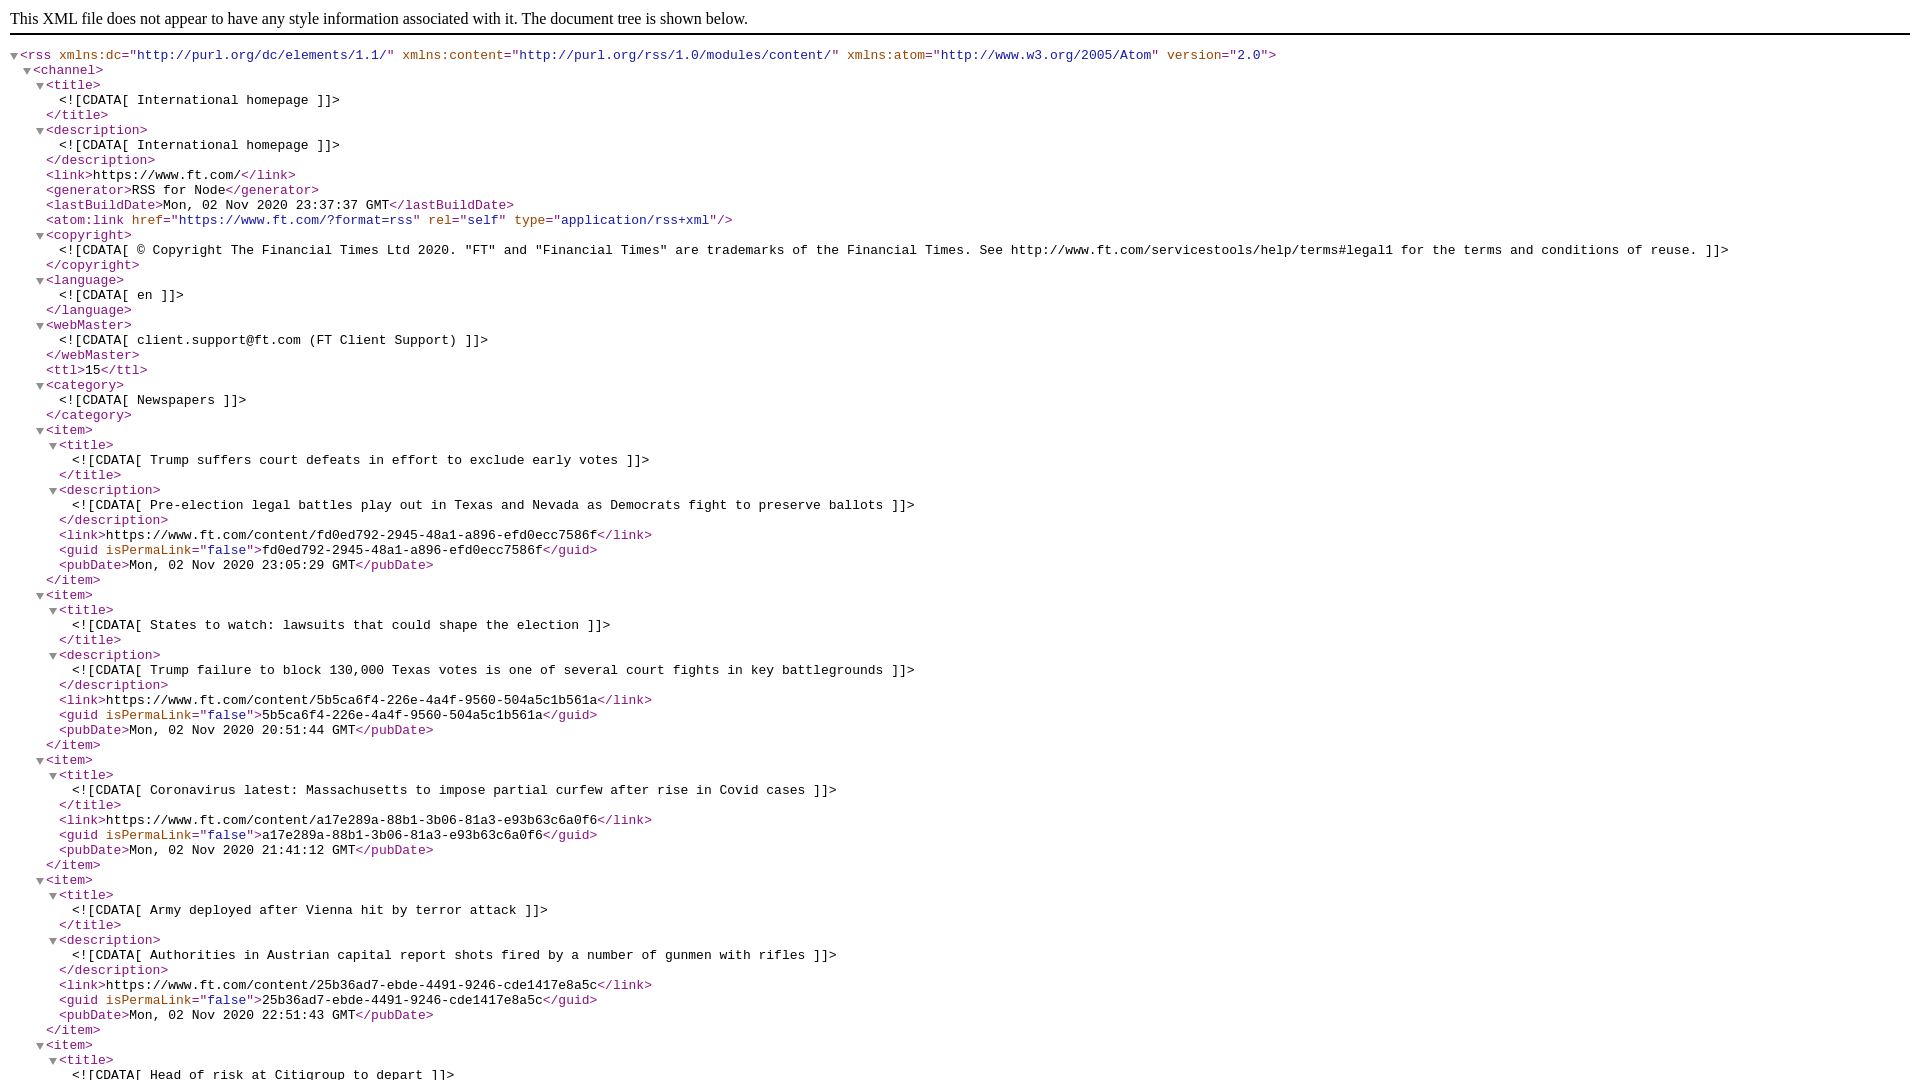 This XML file does not appear to have any style information associated with it. The document tree is shown below.
<rss xmlns:dc="http://purl.org/dc/elements/1.1/" xmlns:content="http://purl.org/rss/1.0/modules/content/" xmlns:atom="http://www.w3.org/2005/Atom" version="2.0">
<channel>
<title>
<![CDATA[ International homepage ]]>
</title>
<description>
<![CDATA[ International homepage ]]>
</description>
<link>https://www.ft.com/</link>
<generator>RSS for Node</generator>
<lastBuildDate>Mon, 02 Nov 2020 23:37:37 GMT</lastBuildDate>
<atom:link href="https://www.ft.com/?format=rss" rel="self" type="application/rss+xml"/>
<copyright>
<![CDATA[ © Copyright The Financial Times Ltd 2020. "FT" and "Financial Times" are trademarks of the Financial Times. See http://www.ft.com/servicestools/help/terms#legal1 for the terms and conditions of reuse. ]]>
</copyright>
<language>
<![CDATA[ en ]]>
</language>
<webMaster>
<![CDATA[ client.support@ft.com (FT Client Support) ]]>
</webMaster>
<ttl>15</ttl>
<category>
<![CDATA[ Newspapers ]]>
</category>
<item>
<title>
<![CDATA[ Trump suffers court defeats in effort to exclude early votes ]]>
</title>
<description>
<![CDATA[ Pre-election legal battles play out in Texas and Nevada as Democrats fight to preserve ballots ]]>
</description>
<link>https://www.ft.com/content/fd0ed792-2945-48a1-a896-efd0ecc7586f</link>
<guid isPermaLink="false">fd0ed792-2945-48a1-a896-efd0ecc7586f</guid>
<pubDate>Mon, 02 Nov 2020 23:05:29 GMT</pubDate>
</item>
<item>
<title>
<![CDATA[ States to watch: lawsuits that could shape the election ]]>
</title>
<description>
<![CDATA[ Trump failure to block 130,000 Texas votes is one of several court fights in key battlegrounds ]]>
</description>
<link>https://www.ft.com/content/5b5ca6f4-226e-4a4f-9560-504a5c1b561a</link>
<guid isPermaLink="false">5b5ca6f4-226e-4a4f-9560-504a5c1b561a</guid>
<pubDate>Mon, 02 Nov 2020 20:51:44 GMT</pubDate>
</item>
<item>
<title>
<![CDATA[ Coronavirus latest: Massachusetts to impose partial curfew after rise in Covid cases ]]>
</title>
<link>https://www.ft.com/content/a17e289a-88b1-3b06-81a3-e93b63c6a0f6</link>
<guid isPermaLink="false">a17e289a-88b1-3b06-81a3-e93b63c6a0f6</guid>
<pubDate>Mon, 02 Nov 2020 21:41:12 GMT</pubDate>
</item>
<item>
<title>
<![CDATA[ Army deployed after Vienna hit by terror attack ]]>
</title>
<description>
<![CDATA[ Authorities in Austrian capital report shots fired by a number of gunmen with rifles ]]>
</description>
<link>https://www.ft.com/content/25b36ad7-ebde-4491-9246-cde1417e8a5c</link>
<guid isPermaLink="false">25b36ad7-ebde-4491-9246-cde1417e8a5c</guid>
<pubDate>Mon, 02 Nov 2020 22:51:43 GMT</pubDate>
</item>
<item>
<title>
<![CDATA[ Head of risk at Citigroup to depart ]]>